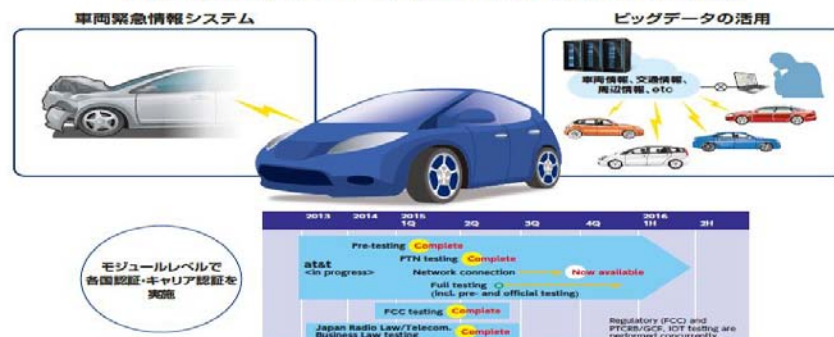 車両緊急情報システム
ビッグデータの活用
車両情報、交通情報、
周辺情報、etc
モジュールレベルで
各国認証・キャリア認証を
実施
2013 2014 2015 2016
1Q 2Q 3Q 4Q 1H 2H
Pre-testing Complete
at&t
<in progress>
PTN testing Complete
Network connection Now available
Full testing
(incl. pre- and official testing)
FCC testing Complete
Japan Radio Law/Telecom.
Business Law testing Complete
Regulatory (FCC) and
PTCRB/GCF, IOT testing are
performed concurrently